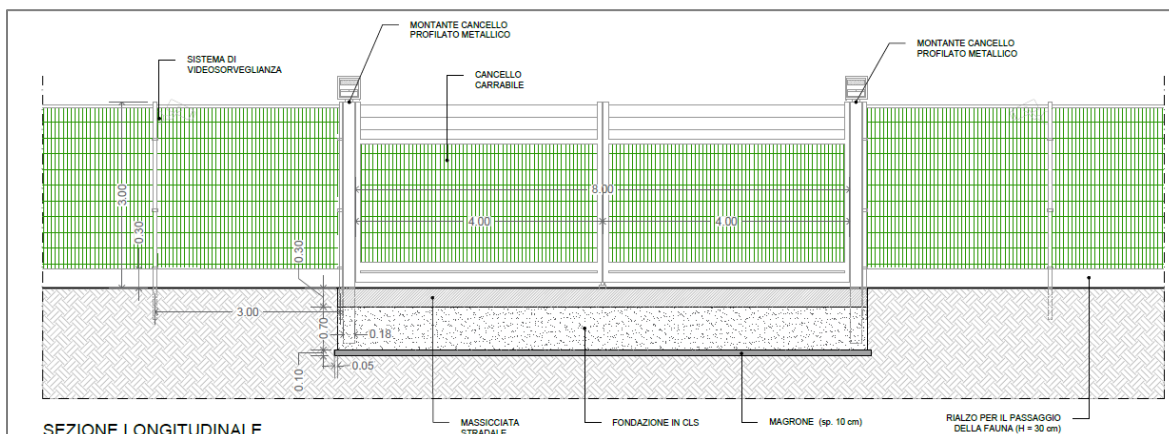 MONTANTE CANCELLO
PROFILATO METALLICO
MONTANTE CANCELLO
PROFILATO METALLICO
SISTEMA DI
VIDEOSORVEGLIANZA
CANCELLO
CARRABILE
3.00
0.30
8.00
4.00
4.00
0.30
3.00
0.70
0.18
0.10
0.05
SEZIONE LONGITUDINALE
MASSICCIATA
STRADALE
FONDAZIONE IN CLS
MAGRONE (sp. 10 cm)
RIALZO PER IL PASSAGGIO
DELLA FAUNA (H = 30 cm)